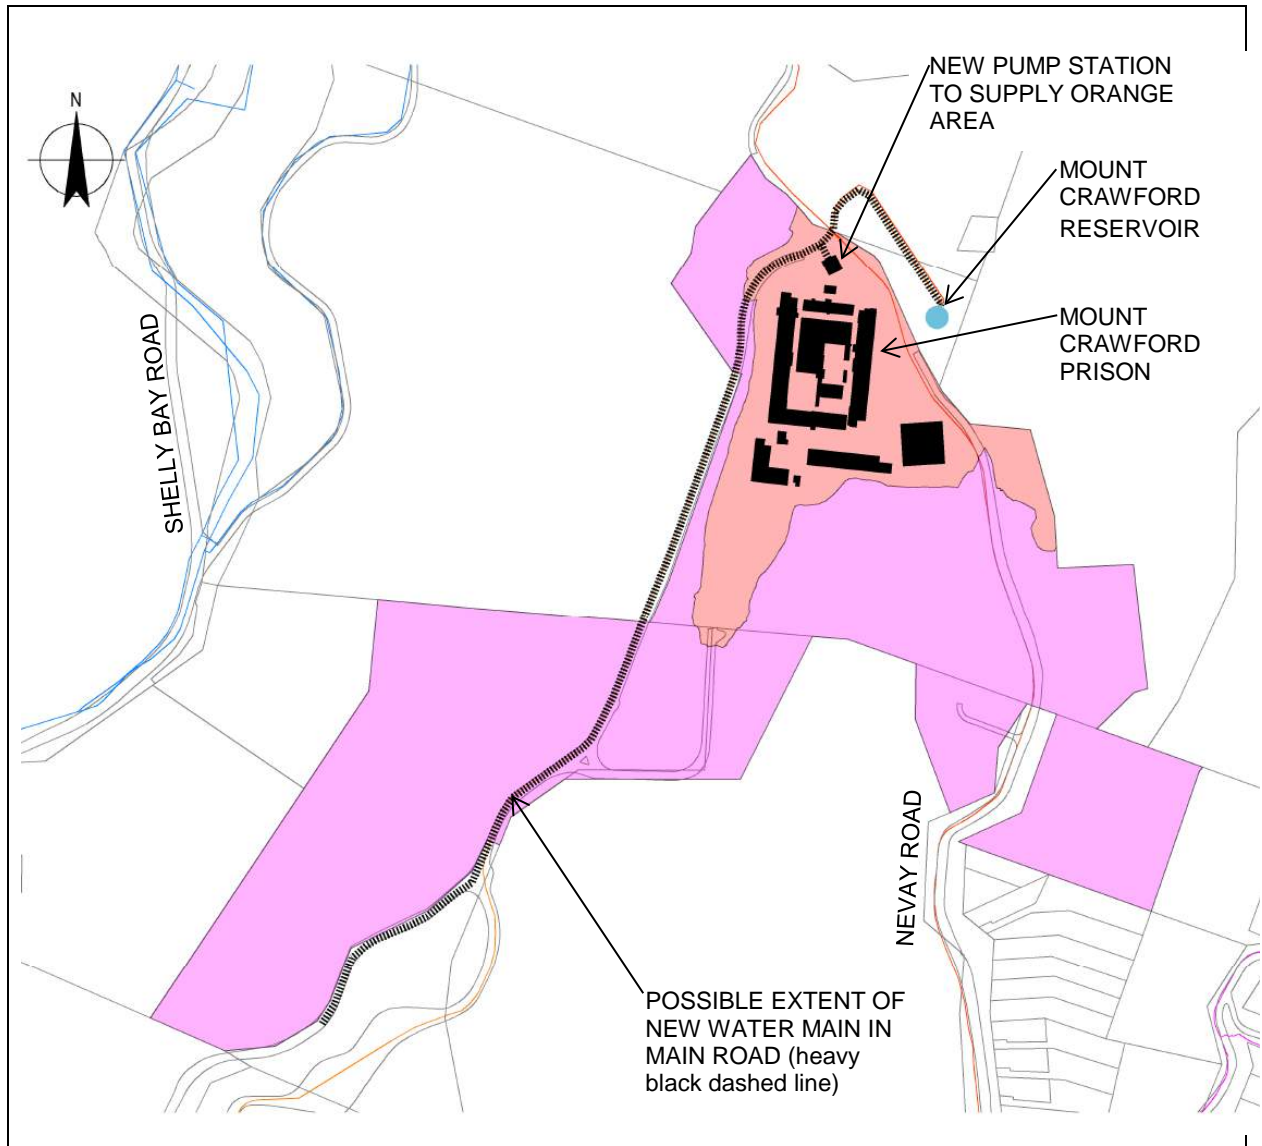 NEW PUMP STATION
TO SUPPLY ORANGE
AREA
N
MOUNT
CRAWFORD
RESERVOIR
MOUNT
CRAWFORD
PRISON
SHELLY BAY ROAD
NEVAY ROAD
POSSIBLE EXTENT OF
NEW WATER MAIN IN
MAIN ROAD (heavy
black dashed line)